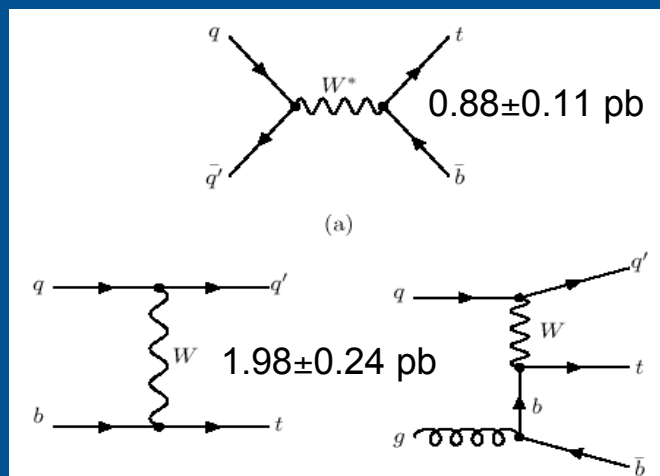 q t
W* 0.88±0.11 pb
q̄′ b̄
(a)
q q′ q q′
W 1.98±0.24 pb W
t
b
b t g b̄